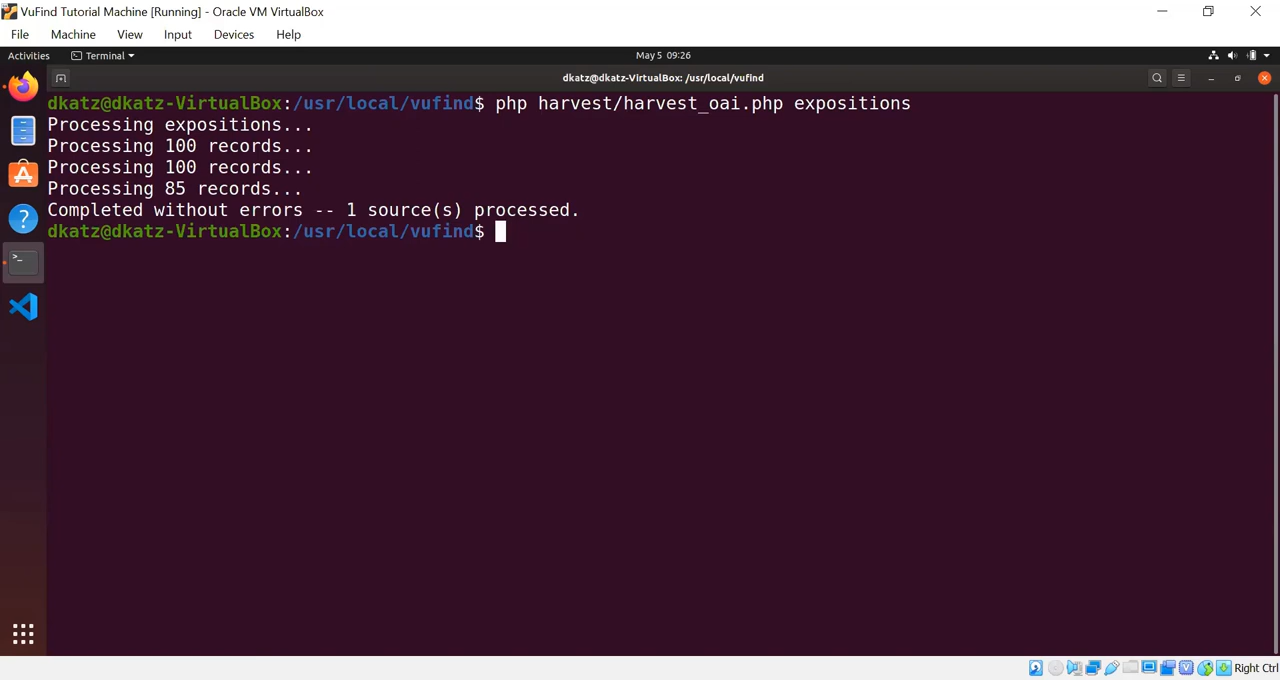 VuFind Tutorial Machine [Running] - Oracle VM VirtualBox
File Machine View Input Devices Help
Activities Terminal May 5 09:26
dkatz@dkatz-VirtualBox: /usr/local/vufind
dkatz@dkatz-VirtualBox:/usr/local/vufind$ php harvest/harvest_oai.php expositions
Processing expositions...
Processing 100 records...
Processing 100 records...
Processing 85 records...
Completed without errors -- 1 source(s) processed.
dkatz@dkatz-VirtualBox:/usr/local/vufind$
Right Ctrl